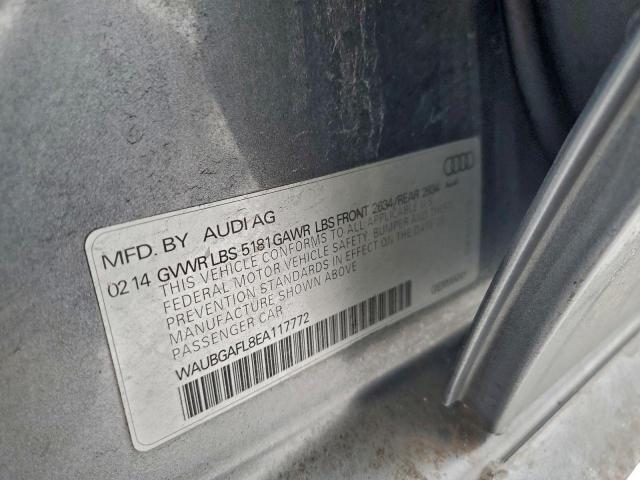 MFD. BY AUDI AG
02 14 GVWR LBS 5181 GAWR LBS FRONT 2634/REAR 2634
THIS VEHICLE CONFORMS TO ALL APPLICABLE
FEDERAL MOTOR VEHICLE SAFETY, BUMPER AND THEFT
PREVENTION STANDARDS IN EFFECT ON THE DATE OF
MANUFACTURE SHOWN ABOVE
PASSENGER CAR
WAUBGAFL8EA117772
Audi
GERMANY